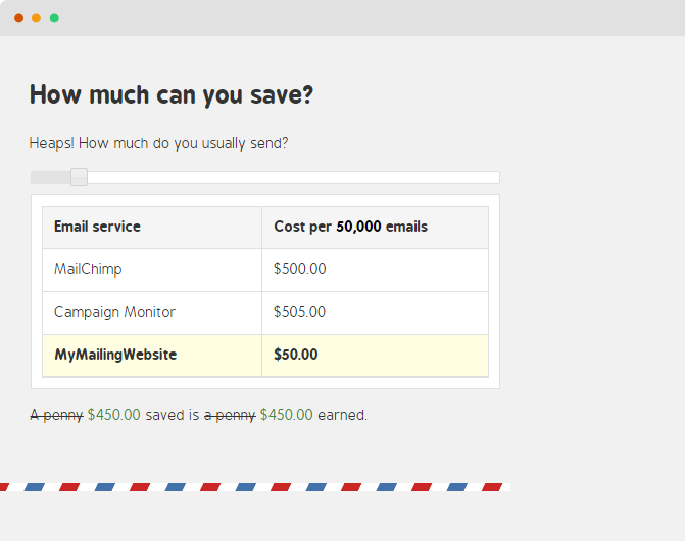 How much can you save?
Heaps! How much do you usually send?
Email service Cost per 50,000 emails
MailChimp $500.00
Campaign Monitor $505.00
MyMailingWebsite $50.00
A penny $450.00 saved is a penny $450.00 earned.